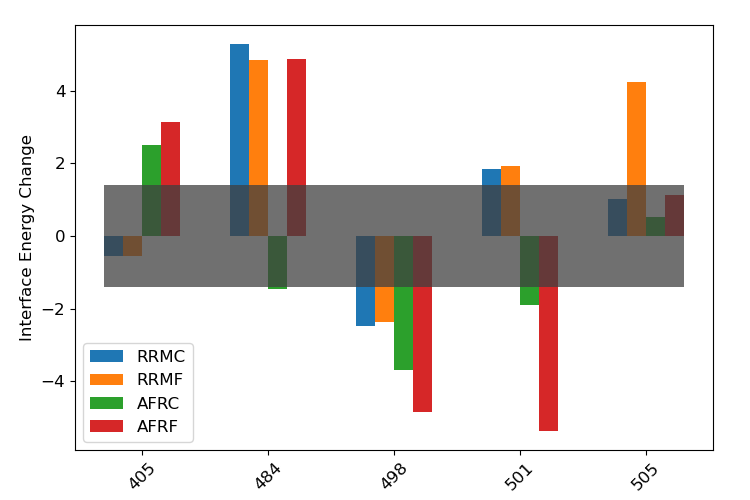 Interface Energy Change
4
2
0
−2
−4
RRMC
RRMF
AFRC
AFRF
405
484
498
501
505